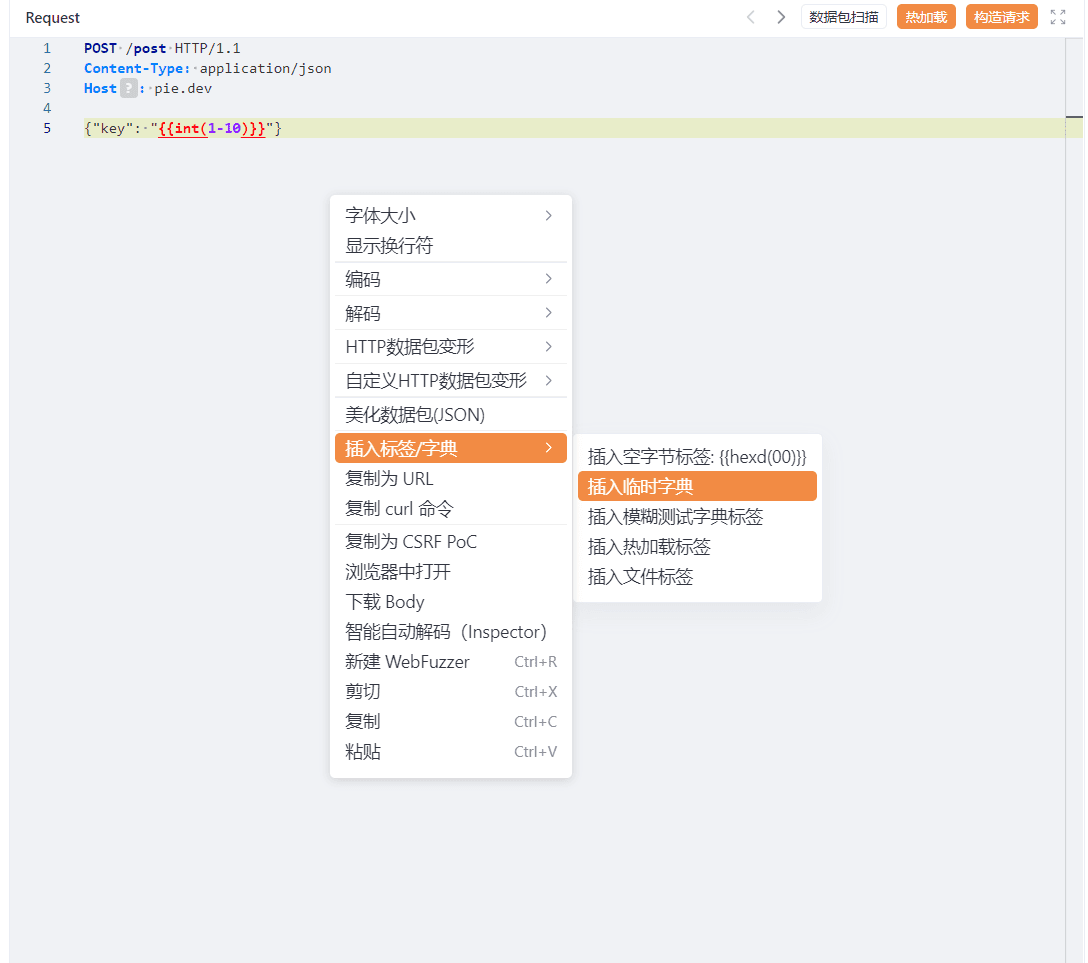 Request
数据包扫描
热加载
构造请求
1 POST /post HTTP/1.1
2 Content-Type: application/json
3 Host ? : pie.dev
4
5 {"key": "{{int(1-10)}}"}
字体大小
显示换行符
编码
解码
HTTP数据包变形
自定义HTTP数据包变形
美化数据包(JSON)
插入标签/字典
复制为 URL
复制 curl 命令
复制为 CSRF PoC
浏览器中打开
下载 Body
智能自动解码（Inspector）
新建 WebFuzzer Ctrl+R
剪切 Ctrl+X
复制 Ctrl+C
粘贴 Ctrl+V
插入空字节标签: {{hexd(00)}}
插入临时字典
插入模糊测试字典标签
插入热加载标签
插入文件标签